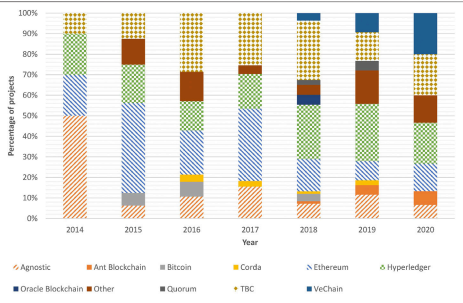 100%
90%
80%
70%
60%
50%
40%
30%
20%
10%
0%
Percentage of projects
2014 2015 2016 2017 2018 2019 2020
Year
Agnostic Ant Blockchain Bitcoin Corda Ethereum Hyperledger
Oracle Blockchain Other Quorum TBC VeChain